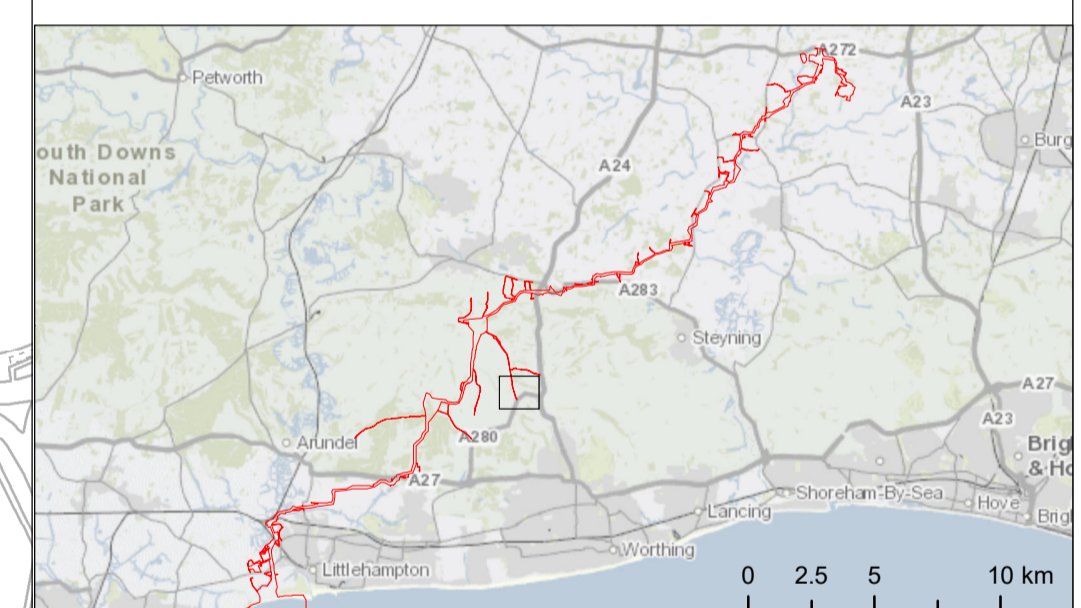 A272
Petworth
A23
Burg
outh Downs
National
Park
A24
A283
Steyning
A27
A23
Arundel
A280
Brig
& Ho
A27
Shoreham-By-Sea
Hove
Brigl
Lancing
Worthing
Littlehampton
0 2.5 5 10 km